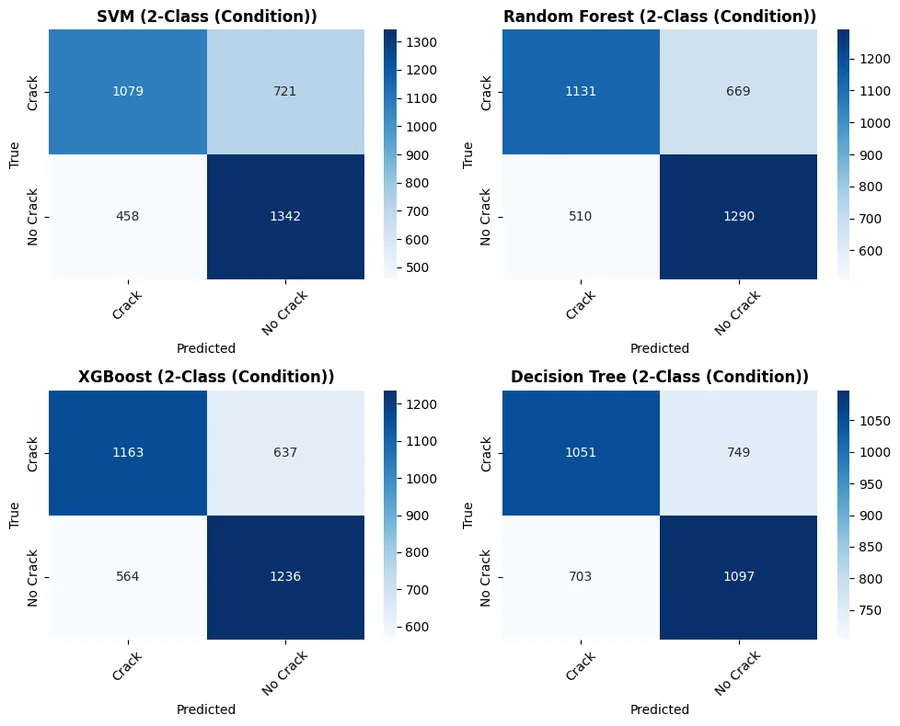 SVM (2-Class (Condition))
True
Crack
No Crack
1079
721
458
1342
1300
1200
1100
1000
900
800
700
600
500
Crack
No Crack
Predicted
Random Forest (2-Class (Condition))
True
Crack
No Crack
1131
669
510
1290
1200
1100
1000
900
800
700
600
Crack
No Crack
Predicted
XGBoost (2-Class (Condition))
True
Crack
No Crack
1163
637
564
1236
1200
1100
1000
900
800
700
600
Crack
No Crack
Predicted
Decision Tree (2-Class (Condition))
True
Crack
No Crack
1051
749
703
1097
1050
1000
950
900
850
800
750
Crack
No Crack
Predicted